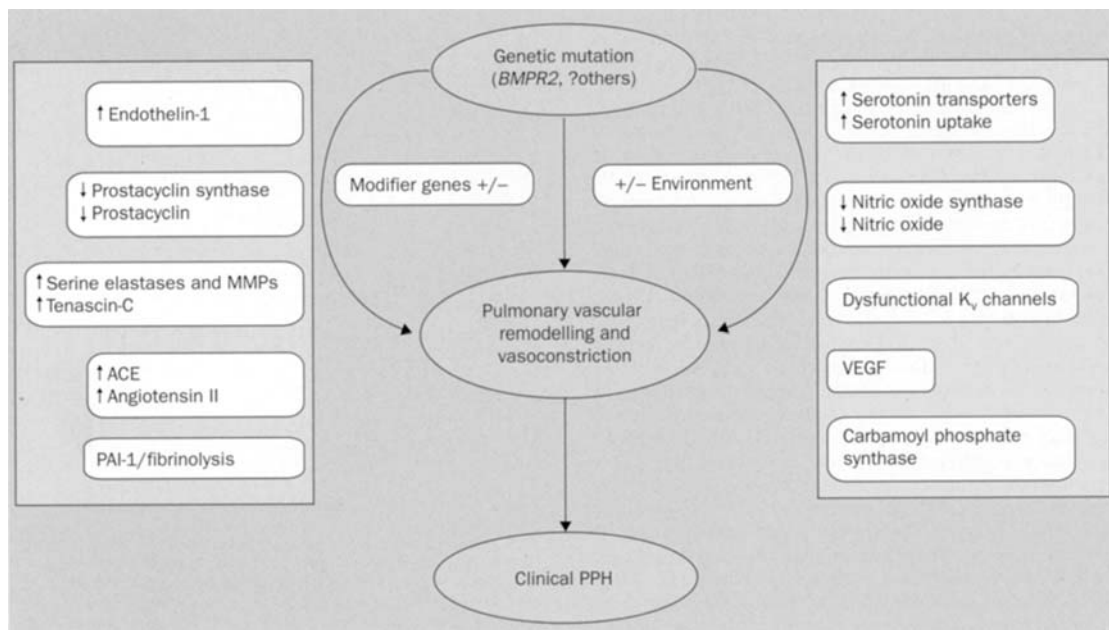 Genetic mutation
(BMPR2, ?others)
↑ Endothelin-1
↓ Prostacyclin synthase
↓ Prostacyclin
↑ Serine elastases and MMPs
↑ Tenascin-C
↑ ACE
↑ Angiotensin II
PAI-1/fibrinolysis
Modifier genes +/−
+/− Environment
Pulmonary vascular
remodelling and
vasoconstriction
Clinical PPH
↑ Serotonin transporters
↑ Serotonin uptake
↓ Nitric oxide synthase
↓ Nitric oxide
Dysfunctional Kv channels
VEGF
Carbamoyl phosphate
synthase